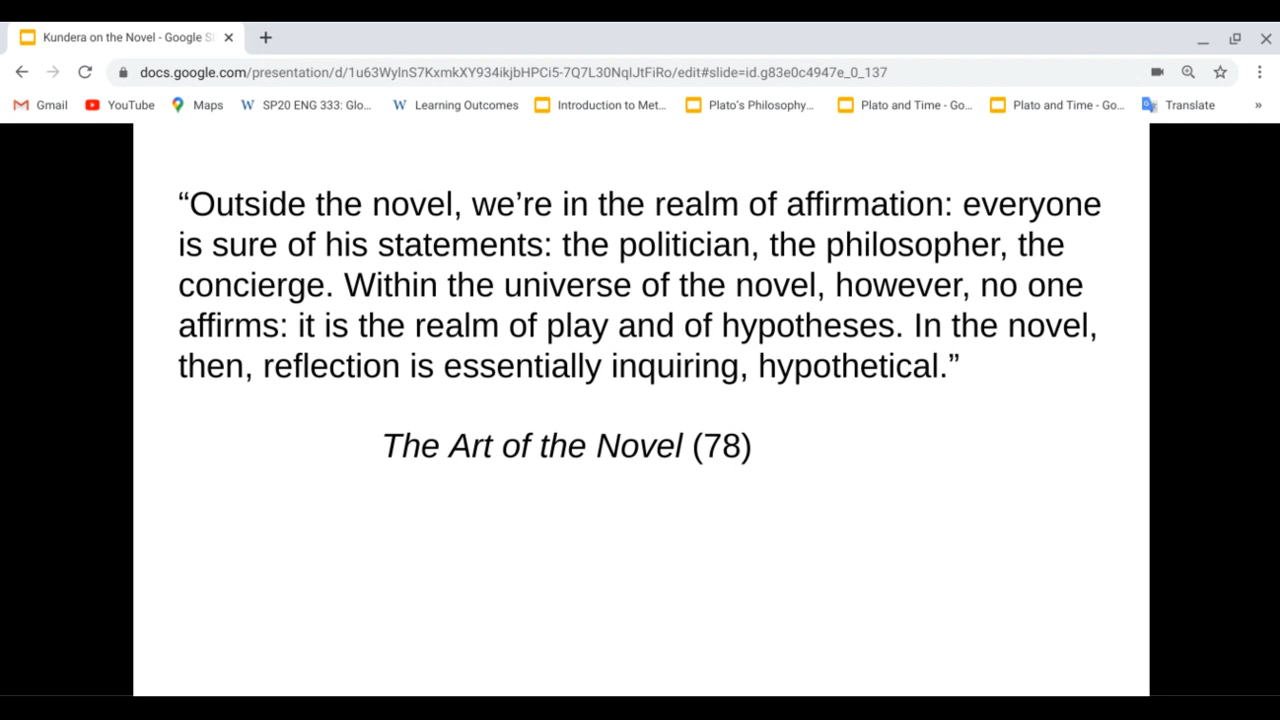 Kundera on the Novel - Google S
docs.google.com/presentation/d/1u63WylnS7KxmkXY934ikjbHPCi5-7Q7L30NqIJtFiRo/edit#slide=id.g83e0c4947e_0_137
Gmail YouTube Maps SP20 ENG 333: Glo... Learning Outcomes Introduction to Met... Plato's Philosophy... Plato and Time - Go... Plato and Time - Go... Translate »
“Outside the novel, we’re in the realm of affirmation: everyone
is sure of his statements: the politician, the philosopher, the
concierge. Within the universe of the novel, however, no one
affirms: it is the realm of play and of hypotheses. In the novel,
then, reflection is essentially inquiring, hypothetical.”
The Art of the Novel (78)